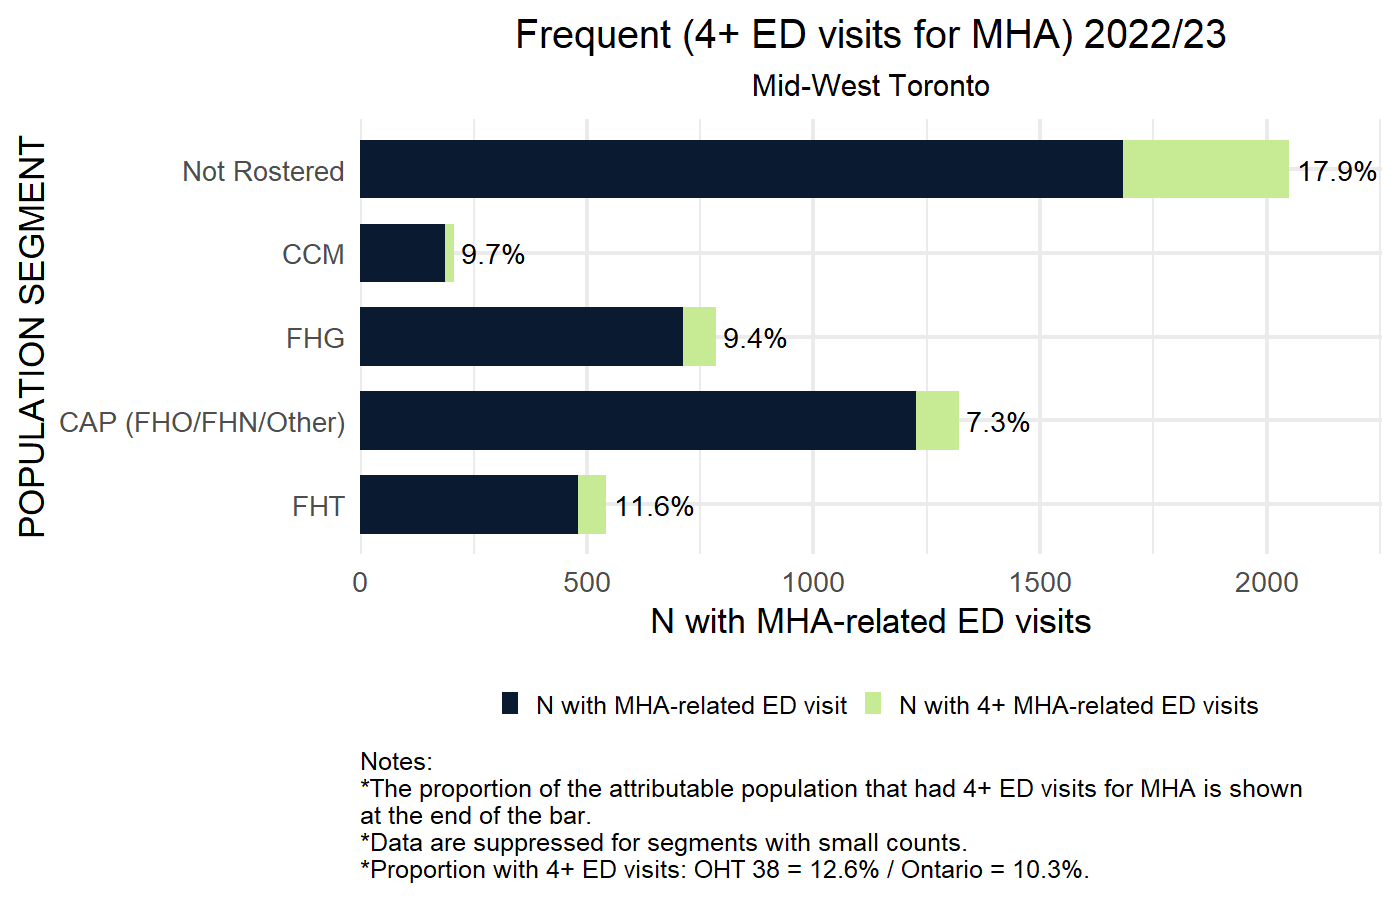 Frequent (4+ ED visits for MHA) 2022/23
Mid-West Toronto
POPULATION SEGMENT
Not Rostered
17.9%
CCM
9.7%
FHG
9.4%
CAP (FHO/FHN/Other)
7.3%
FHT
11.6%
0 500 1000 1500 2000
N with MHA-related ED visits
N with MHA-related ED visit N with 4+ MHA-related ED visits
Notes:
*The proportion of the attributable population that had 4+ ED visits for MHA is shown
at the end of the bar.
*Data are suppressed for segments with small counts.
*Proportion with 4+ ED visits: OHT 38 = 12.6% / Ontario = 10.3%.